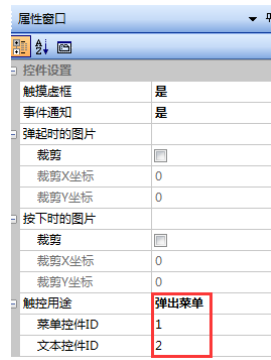 属性窗口
控件设置
触摸虚框 是
事件通知 是
弹起时的图片
裁剪
裁剪X坐标 0
裁剪Y坐标 0
按下时的图片
裁剪
裁剪X坐标 0
裁剪Y坐标 0
触控用途 弹出菜单
菜单控件ID 1
文本控件ID 2